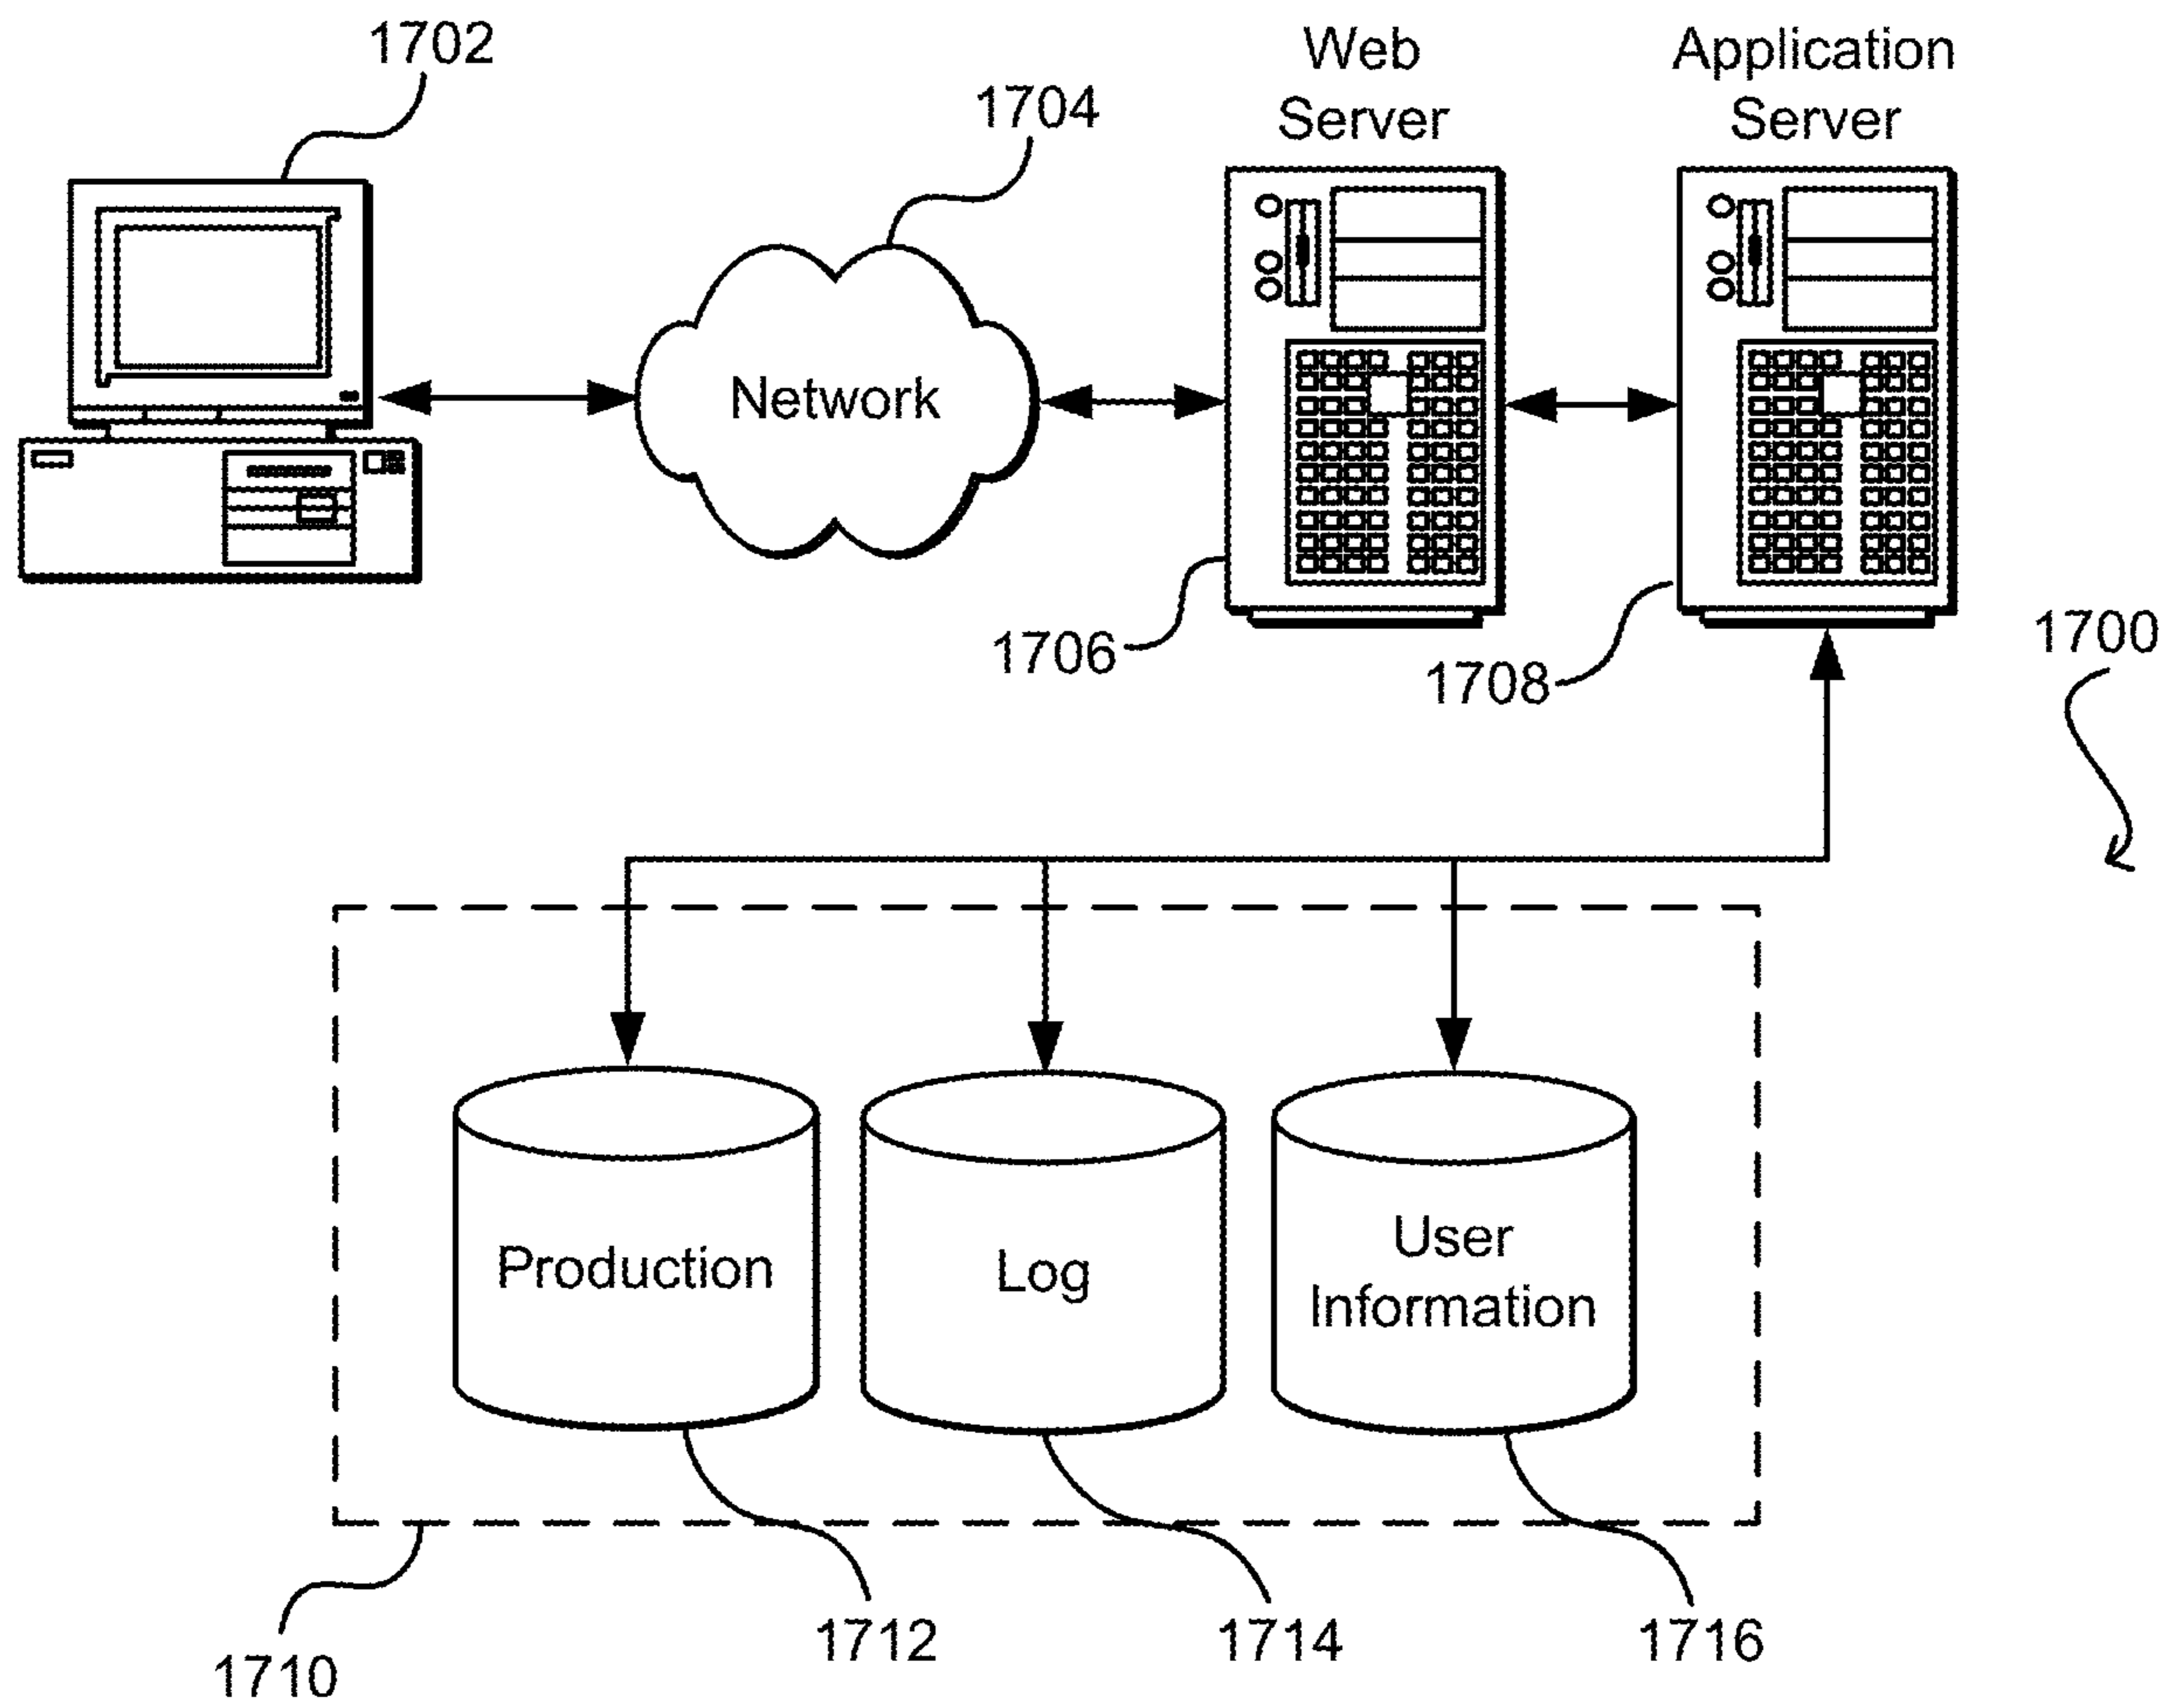 1702
1704
Web
Server
Application
Server
Network
1706
1708
1700
Production
Log
User
Information
1710
1712
1714
1716